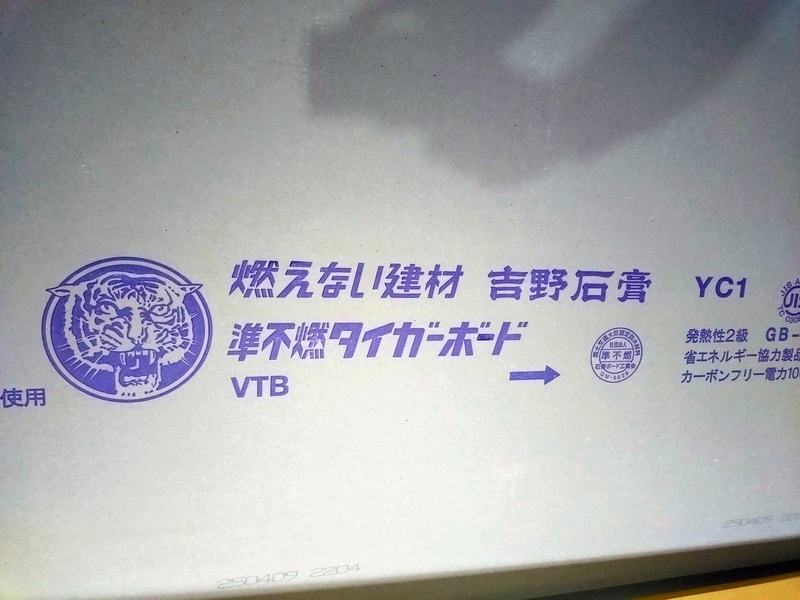 燃えない建材 吉野石膏 YC1
準不燃タイガーボード
VTB
使用
準不燃
発熱性2級 GB-
省エネルギー協力製品
カーボンフリー電力10
250409 2204
250409 22